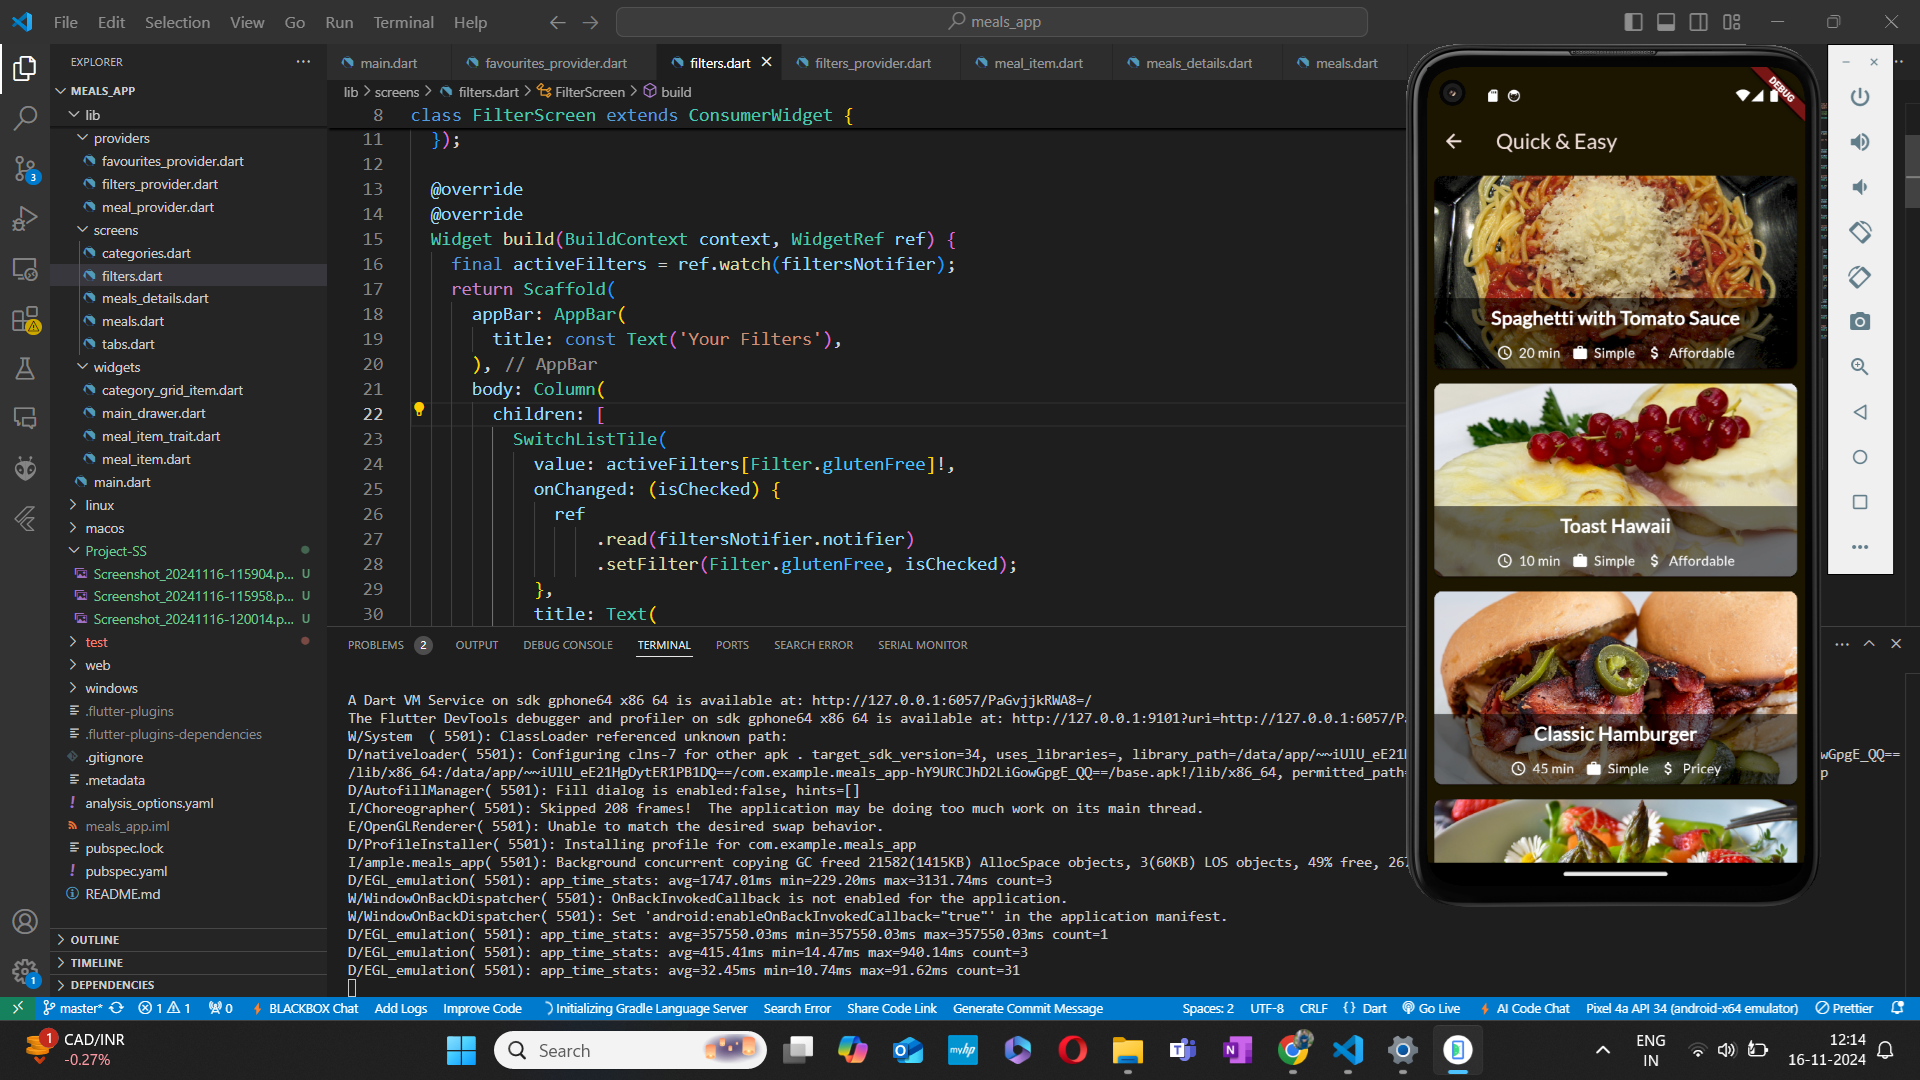 File Edit Selection View Go Run Terminal Help
meals_app
EXPLORER
MEALS_APP
lib
providers
favourites_provider.dart
filters_provider.dart
meal_provider.dart
screens
categories.dart
filters.dart
meals_details.dart
meals.dart
tabs.dart
widgets
category_grid_item.dart
main_drawer.dart
meal_item_trait.dart
meal_item.dart
main.dart
linux
macos
Project-SS
Screenshot_20241116-115904.p... U
Screenshot_20241116-115958.p... U
Screenshot_20241116-120014.p... U
test
web
windows
.flutter-plugins
.flutter-plugins-dependencies
.gitignore
.metadata
analysis_options.yaml
meals_app.iml
pubspec.lock
pubspec.yaml
README.md
OUTLINE
TIMELINE
DEPENDENCIES
3
1
main.dart favourites_provider.dart filters.dart filters_provider.dart meal_item.dart meals_details.dart meals.dart
lib > screens > filters.dart > FilterScreen > build
8 class FilterScreen extends ConsumerWidget {
11 });
12
13 @override
14 @override
15 Widget build(BuildContext context, WidgetRef ref) {
16 final activeFilters = ref.watch(filtersNotifier);
17 return Scaffold(
18 appBar: AppBar(
19 title: const Text('Your Filters'),
20 ), // AppBar
21 body: Column(
22 children: [
23 SwitchListTile(
24 value: activeFilters[Filter.glutenFree]!,
25 onChanged: (isChecked) {
26 ref
27 .read(filtersNotifier.notifier)
28 .setFilter(Filter.glutenFree, isChecked);
29 },
30 title: Text(
PROBLEMS 2 OUTPUT DEBUG CONSOLE TERMINAL PORTS SEARCH ERROR SERIAL MONITOR
A Dart VM Service on sdk gphone64 x86 64 is available at: http://127.0.0.1:6057/PaGvjjkRWA8=/
The Flutter DevTools debugger and profiler on sdk gphone64 x86 64 is available at: http://127.0.0.1:9101?uri=http://127.0.0.1:6057/P
W/System ( 5501): ClassLoader referenced unknown path:
D/nativeloader( 5501): Configuring clns-7 for other apk . target_sdk_version=34, uses_libraries=, library_path=/data/app/~~iUlU_eE21 wGpgE_QQ==
/lib/x86_64:/data/app/~~iUlU_eE21HgDytER1PB1DQ==/com.example.meals_app-hY9URCJhD2LiGowGpgE_QQ==/base.apk!/lib/x86_64, permitted_path= p
D/AutofillManager( 5501): Fill dialog is enabled:false, hints=[]
I/Choreographer( 5501): Skipped 208 frames! The application may be doing too much work on its main thread.
E/OpenGLRenderer( 5501): Unable to match the desired swap behavior.
D/ProfileInstaller( 5501): Installing profile for com.example.meals_app
I/ample.meals_app( 5501): Background concurrent copying GC freed 21582(1415KB) AllocSpace objects, 3(60KB) LOS objects, 49% free, 267
D/EGL_emulation( 5501): app_time_stats: avg=1747.01ms min=229.20ms max=3131.74ms count=3
W/WindowOnBackDispatcher( 5501): OnBackInvokedCallback is not enabled for the application.
W/WindowOnBackDispatcher( 5501): Set 'android:enableOnBackInvokedCallback="true"' in the application manifest.
D/EGL_emulation( 5501): app_time_stats: avg=357550.03ms min=357550.03ms max=357550.03ms count=1
D/EGL_emulation( 5501): app_time_stats: avg=415.41ms min=14.47ms max=940.14ms count=3
D/EGL_emulation( 5501): app_time_stats: avg=32.45ms min=10.74ms max=91.62ms count=31
DEBUG
Quick & Easy
Spaghetti with Tomato Sauce
20 min Simple $ Affordable
Toast Hawaii
10 min Simple $ Affordable
Classic Hamburger
45 min Simple $ Pricey
master* 1 1 0 BLACKBOX Chat Add Logs Improve Code Initializing Gradle Language Server Search Error Share Code Link Generate Commit Message Spaces: 2 UTF-8 CRLF { } Dart Go Live AI Code Chat Pixel 4a API 34 (android-x64 emulator) Prettier
1 CAD/INR
-0.27%
Search
myhp
ENG
IN
12:14
16-11-2024